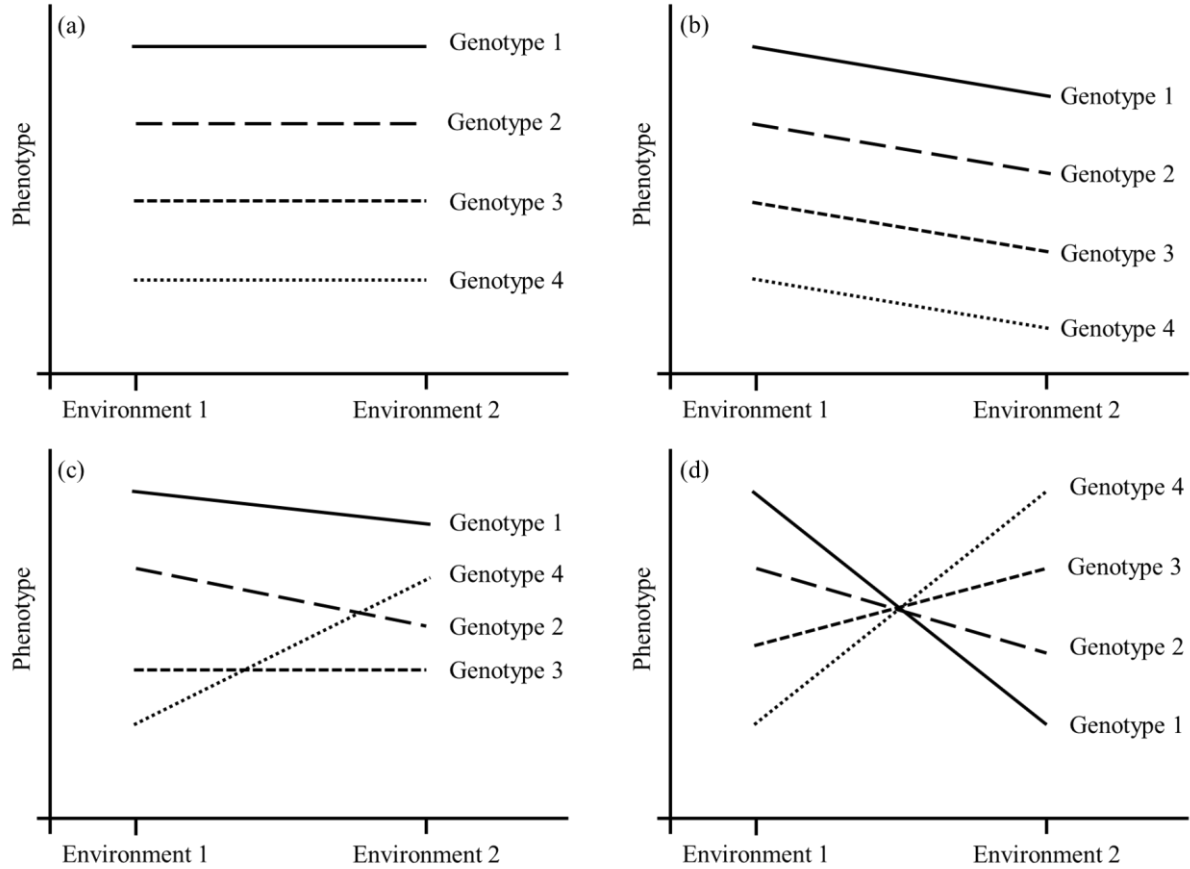 (a)
Phenotype
Genotype 1
Genotype 2
Genotype 3
Genotype 4
Environment 1
Environment 2
(b)
Phenotype
Genotype 1
Genotype 2
Genotype 3
Genotype 4
Environment 1
Environment 2
(c)
Phenotype
Genotype 1
Genotype 4
Genotype 2
Genotype 3
Environment 1
Environment 2
(d)
Phenotype
Genotype 4
Genotype 3
Genotype 2
Genotype 1
Environment 1
Environment 2